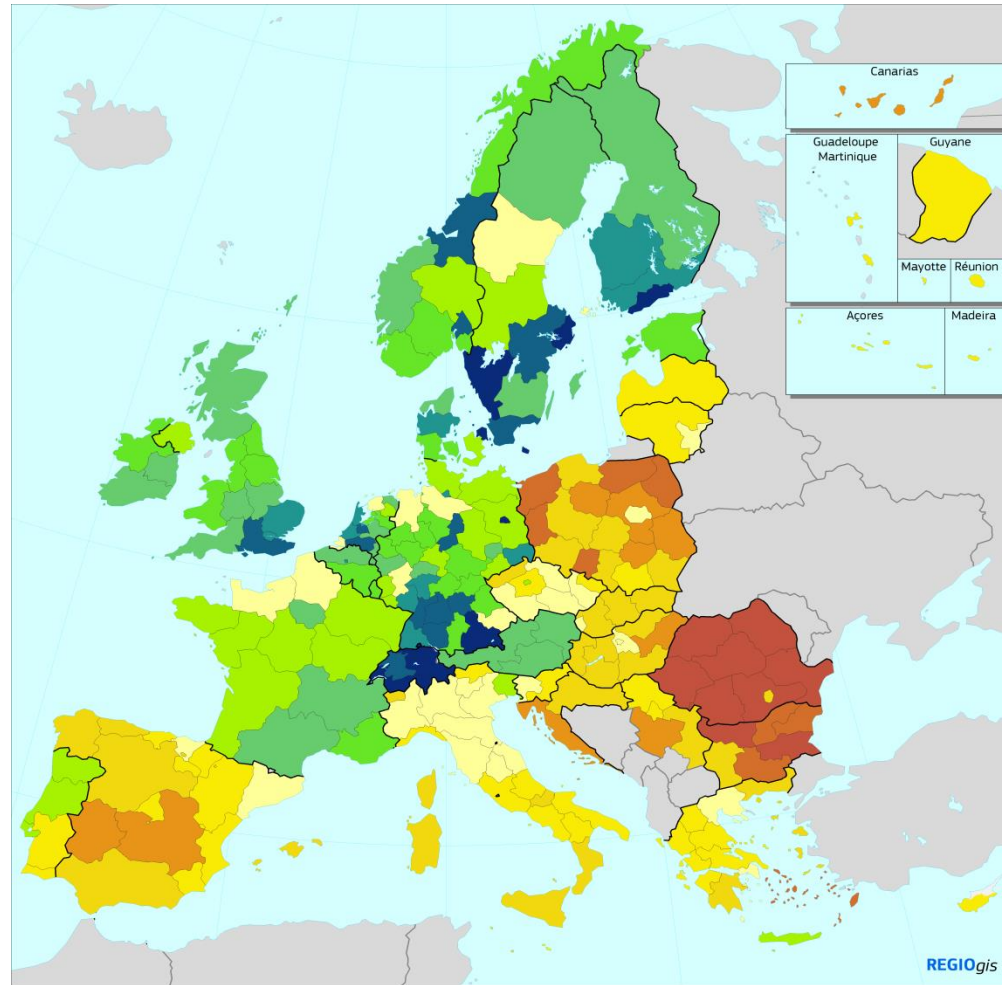 Canarias
Guadeloupe
Martinique
Guyane
Mayotte
Réunion
Açores
Madeira
REGIOgis